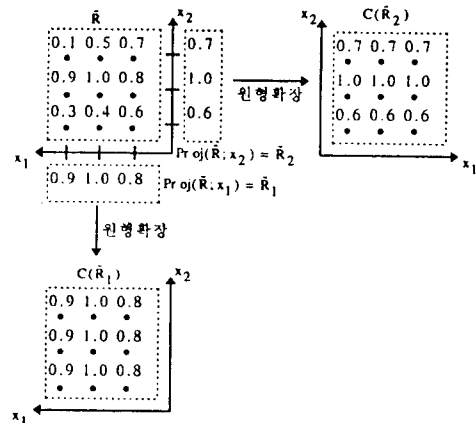 R̃
x₂
C(R̃₂)
0.1 0.5 0.7
0.7
x₂
0.7 0.7 0.7
0.9 1.0 0.8
1.0
원형확장
1.0 1.0 1.0
0.3 0.4 0.6
0.6
0.6 0.6 0.6
x₁
Proj(R̃; x₂) = R̃₂
x₁
0.9 1.0 0.8
Proj(R̃; x₁) = R̃₁
원형확장
C(R̃₁)
x₂
0.9 1.0 0.8
0.9 1.0 0.8
0.9 1.0 0.8
x₁